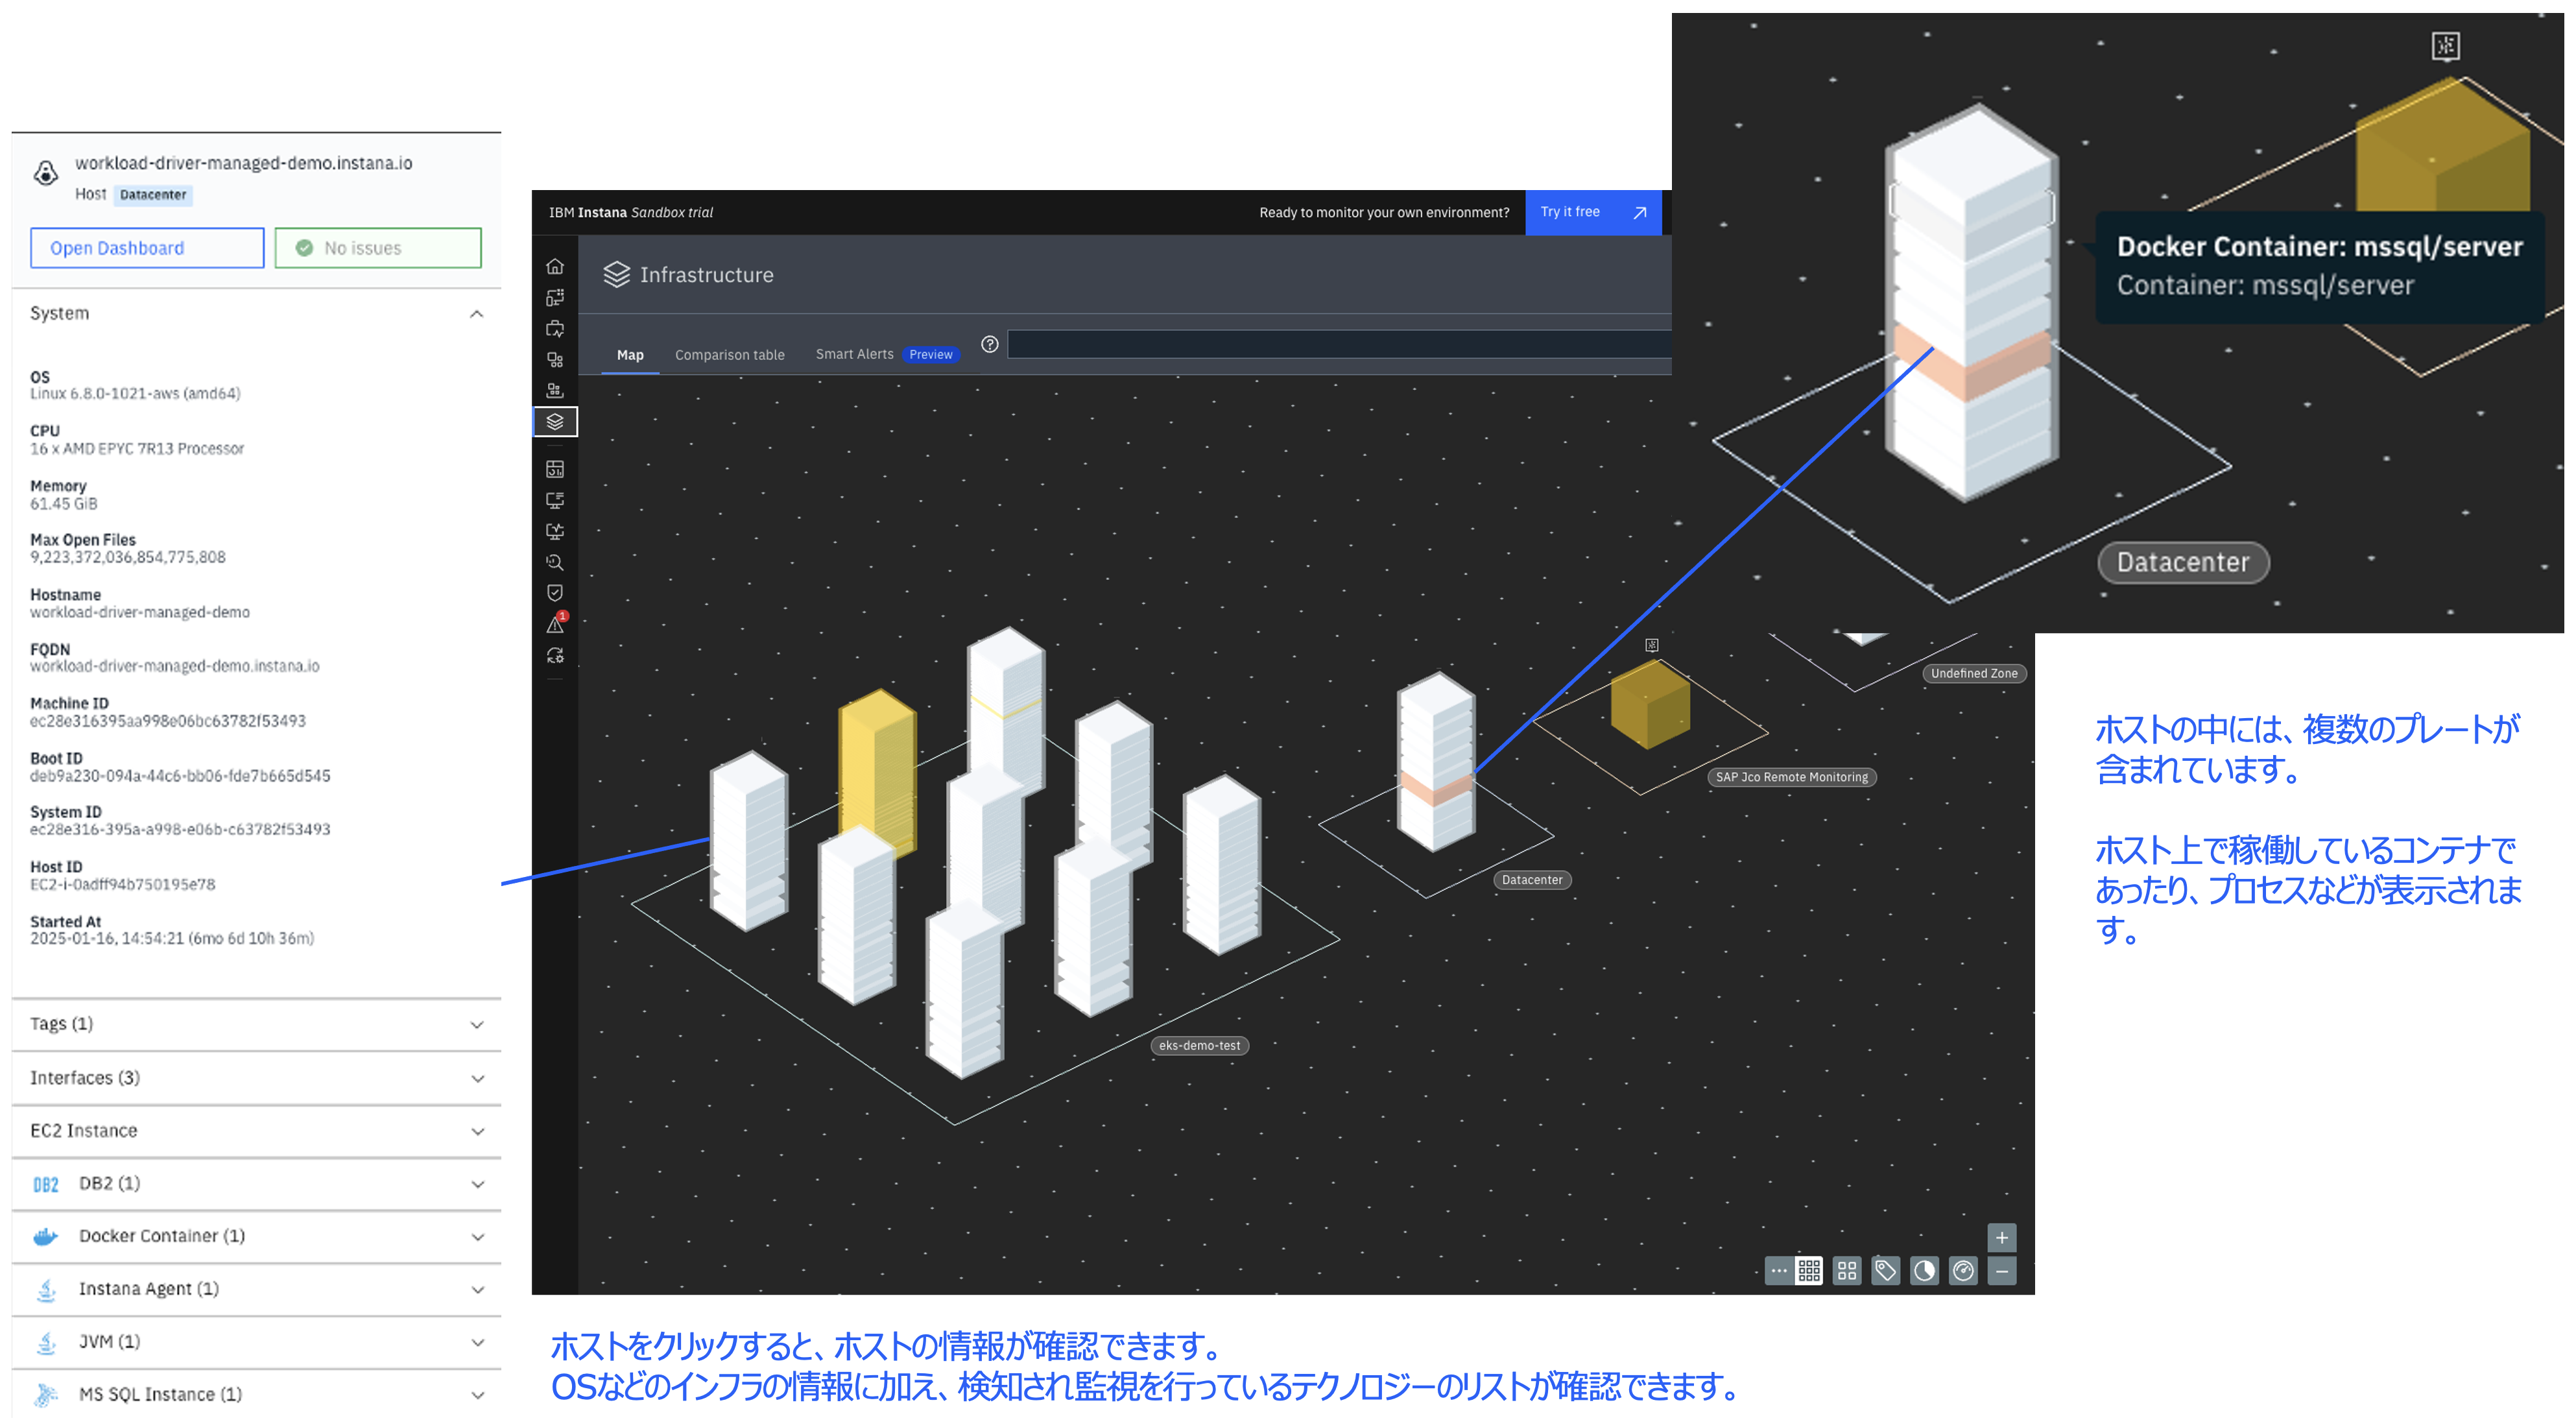 workload-driver-managed-demo.instana.io
Host Datacenter
Open Dashboard
No issues
System
OS
Linux 6.8.0-1021-aws (amd64)
CPU
16 x AMD EPYC 7R13 Processor
Memory
61.45 GiB
Max Open Files
9,223,372,036,854,775,808
Hostname
workload-driver-managed-demo
FQDN
workload-driver-managed-demo.instana.io
Machine ID
ec28e316395aa998e06bc63782f53493
Boot ID
deb9a230-094a-44c6-bb06-fde7b665d545
System ID
ec28e316-395a-a998-e06b-c63782f53493
Host ID
EC2-i-0adff94b750195e78
Started At
2025-01-16, 14:54:21 (6mo 6d 10h 36m)
Tags (1)
Interfaces (3)
EC2 Instance
DB2 DB2 (1)
Docker Container (1)
Instana Agent (1)
JVM (1)
MS SQL Instance (1)
IBM Instana Sandbox trial
Ready to monitor your own environment?
Try it free
Infrastructure
Map
Comparison table
Smart Alerts Preview
1
eks-demo-test
Datacenter
SAP Jco Remote Monitoring
Undefined Zone
Docker Container: mssql/server
Container: mssql/server
Datacenter
ホストの中には、複数のプレートが
含まれています。
ホスト上で稼働しているコンテナで
あったり、プロセスなどが表示されま
す。
ホストをクリックすると、ホストの情報が確認できます。
OSなどのインフラの情報に加え、検知され監視を行っているテクノロジーのリストが確認できます。